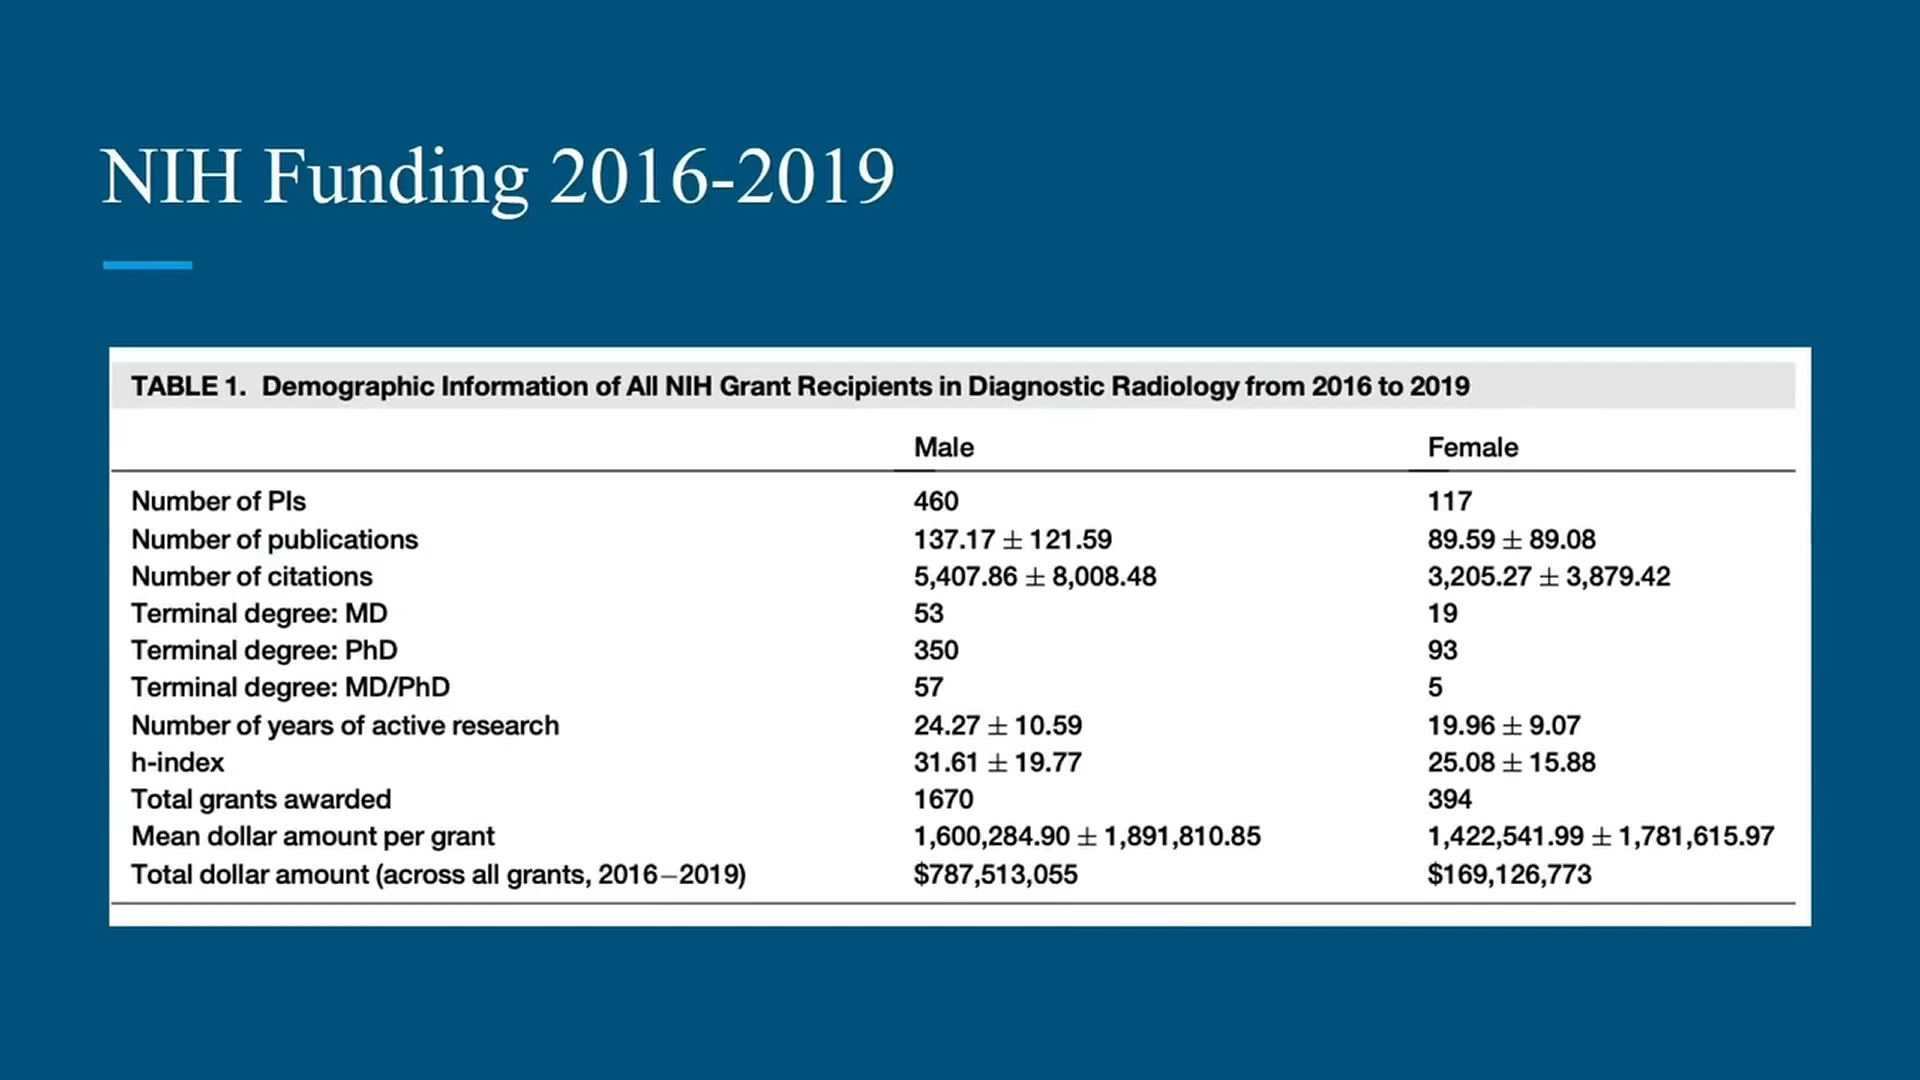 NIH Funding 2016-2019
TABLE 1. Demographic Information of All NIH Grant Recipients in Diagnostic Radiology from 2016 to 2019
Male Female
Number of PIs 460 117
Number of publications 137.17 ± 121.59 89.59 ± 89.08
Number of citations 5,407.86 ± 8,008.48 3,205.27 ± 3,879.42
Terminal degree: MD 53 19
Terminal degree: PhD 350 93
Terminal degree: MD/PhD 57 5
Number of years of active research 24.27 ± 10.59 19.96 ± 9.07
h-index 31.61 ± 19.77 25.08 ± 15.88
Total grants awarded 1670 394
Mean dollar amount per grant 1,600,284.90 ± 1,891,810.85 1,422,541.99 ± 1,781,615.97
Total dollar amount (across all grants, 2016–2019) $787,513,055 $169,126,773